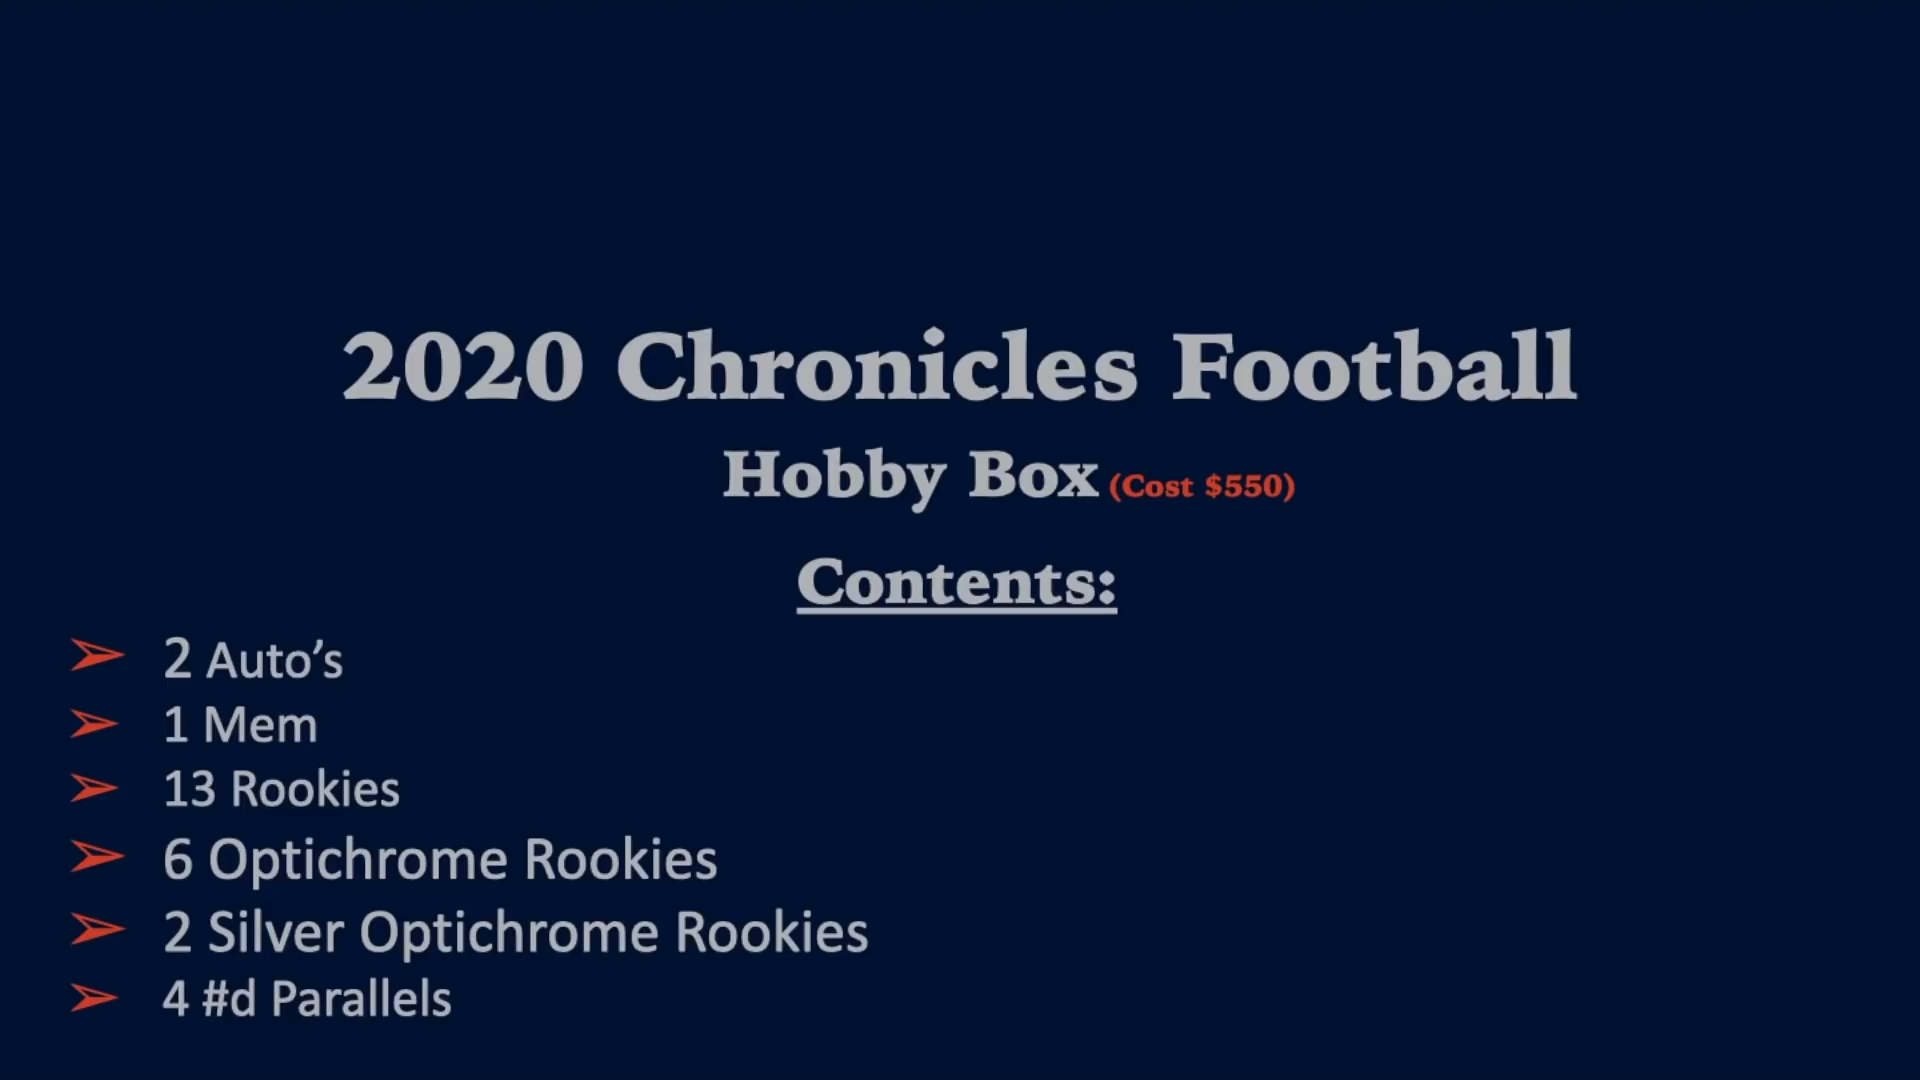 2020 Chronicles Football
Hobby Box (Cost $550)
Contents:
➢ 2 Auto’s
➢ 1 Mem
➢ 13 Rookies
➢ 6 Optichrome Rookies
➢ 2 Silver Optichrome Rookies
➢ 4 #d Parallels